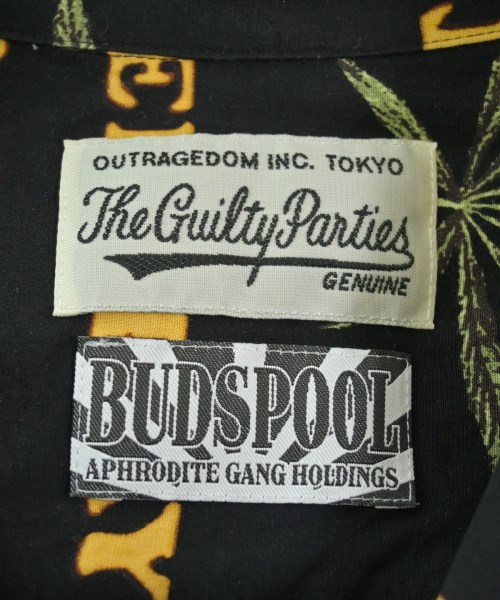 OUTRAGEDOM INC. TOKYO
The Guilty Parties
GENUINE
BUDSPOOL
APHRODITE GANG HOLDINGS